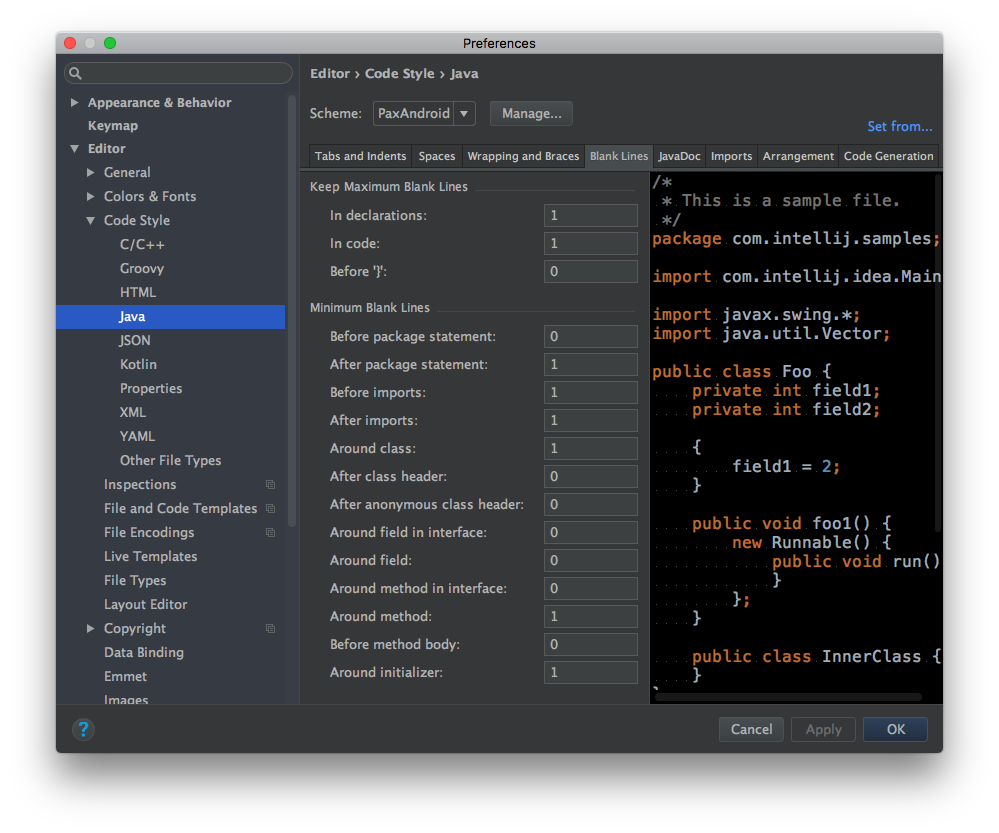 Preferences
Appearance & Behavior
Keymap
Editor
General
Colors & Fonts
Code Style
C/C++
Groovy
HTML
Java
JSON
Kotlin
Properties
XML
YAML
Other File Types
Inspections
File and Code Templates
File Encodings
Live Templates
File Types
Layout Editor
Copyright
Data Binding
Emmet
Images
Editor › Code Style › Java
Scheme: PaxAndroid Manage...
Set from...
Tabs and Indents Spaces Wrapping and Braces Blank Lines JavaDoc Imports Arrangement Code Generation
Keep Maximum Blank Lines
In declarations: 1
In code: 1
Before '}': 0
Minimum Blank Lines
Before package statement: 0
After package statement: 1
Before imports: 1
After imports: 1
Around class: 1
After class header: 0
After anonymous class header: 0
Around field in interface: 0
Around field: 0
Around method in interface: 0
Around method: 1
Before method body: 0
Around initializer: 1
/*
 * This is a sample file.
 */
package com.intellij.samples;
import com.intellij.idea.Main
import javax.swing.*;
import java.util.Vector;
public class Foo {
    private int field1;
    private int field2;
    {
        field1 = 2;
    }
    public void foo1() {
        new Runnable() {
            public void run()
            }
        };
    }
    public class InnerClass {
    }
}
? Cancel Apply OK